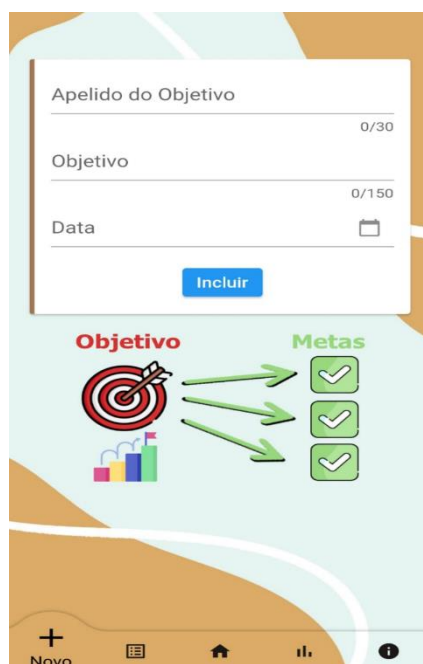 Apelido do Objetivo
0/30
Objetivo
0/150
Data
Incluir
Objetivo Metas
Novo